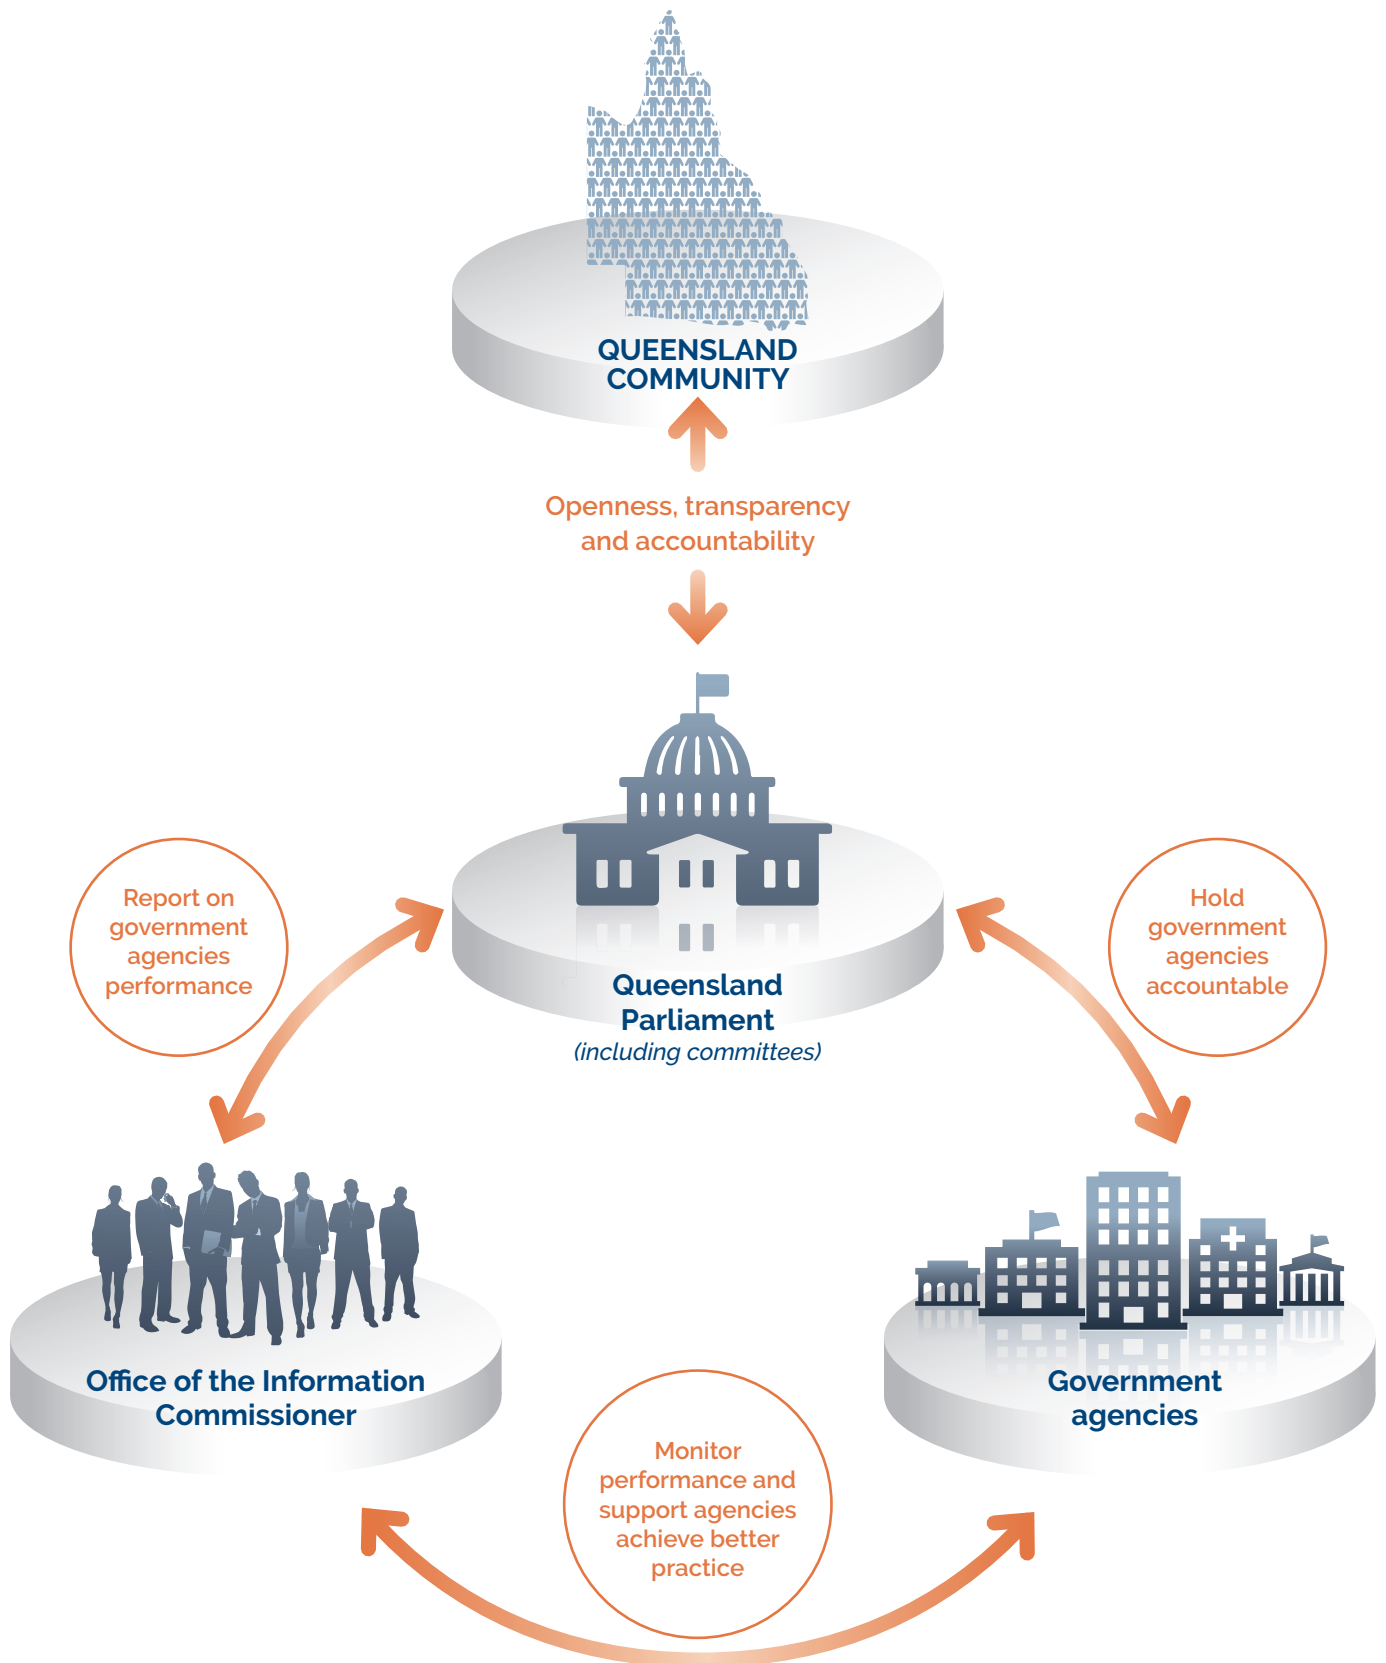 QUEENSLAND
COMMUNITY
Openness, transparency
and accountability
Report on
government
agencies
performance
Hold
government
agencies
accountable
Queensland
Parliament
(including committees)
Office of the Information
Commissioner
Government
agencies
Monitor
performance and
support agencies
achieve better
practice